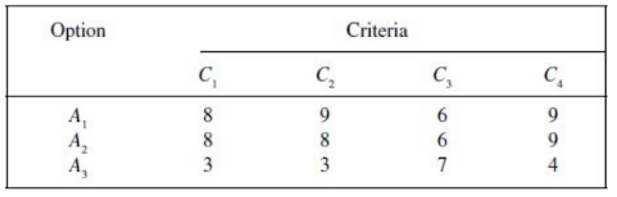 Option Criteria
C₁ C₂ C₃ C₄
A₁ 8 9 6 9
A₂ 8 8 6 9
A₃ 3 3 7 4